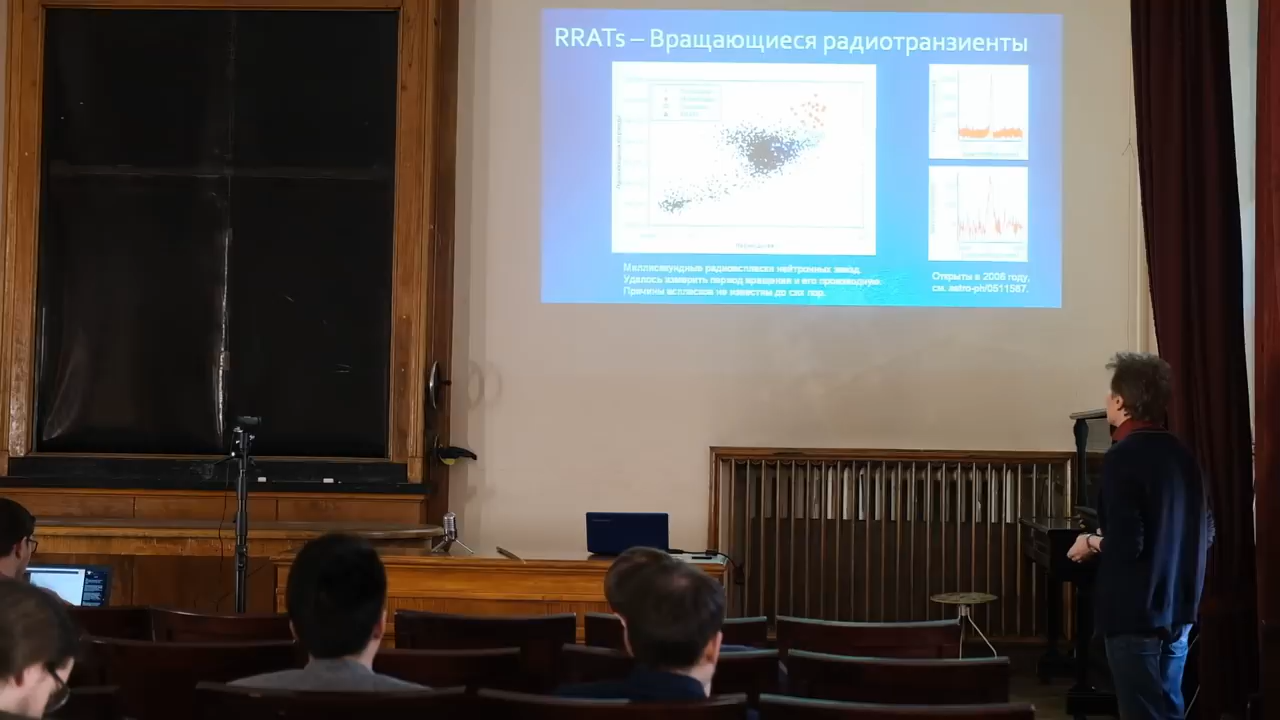 RRATs – Вращающиеся радиотранзиенты
Миллисекундные радиовсплески нейтронных звезд.
Удалось измерить период вращения и его производную.
Причины всплесков не известны до сих пор.
Открыты в 2006 году,
см. astro-ph/0511587.